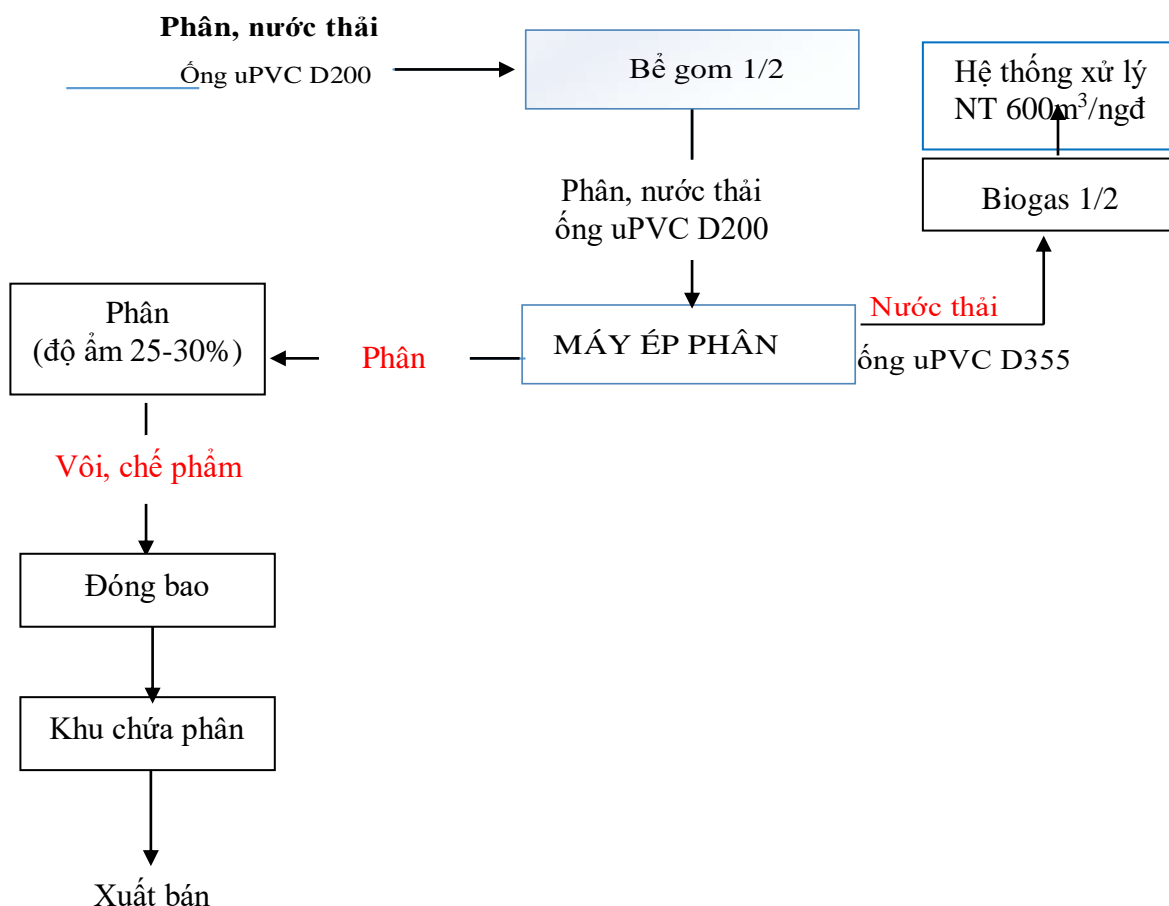 Phân, nước thải
Ống uPVC D200
Bể gom 1/2
Hệ thống xử lý
NT 600m³/ngđ
Biogas 1/2
Phân, nước thải
ống uPVC D200
Nước thải
ống uPVC D355
MÁY ÉP PHÂN
Phân
Phân
(độ ẩm 25-30%)
Vôi, chế phẩm
Đóng bao
Khu chứa phân
Xuất bán